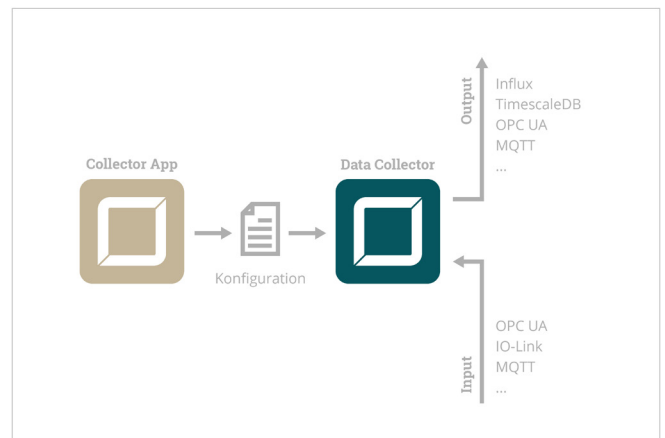 Collector App
Konfiguration
Data Collector
Output
Influx
TimescaleDB
OPC UA
MQTT
...
Input
OPC UA
IO-Link
MQTT
...